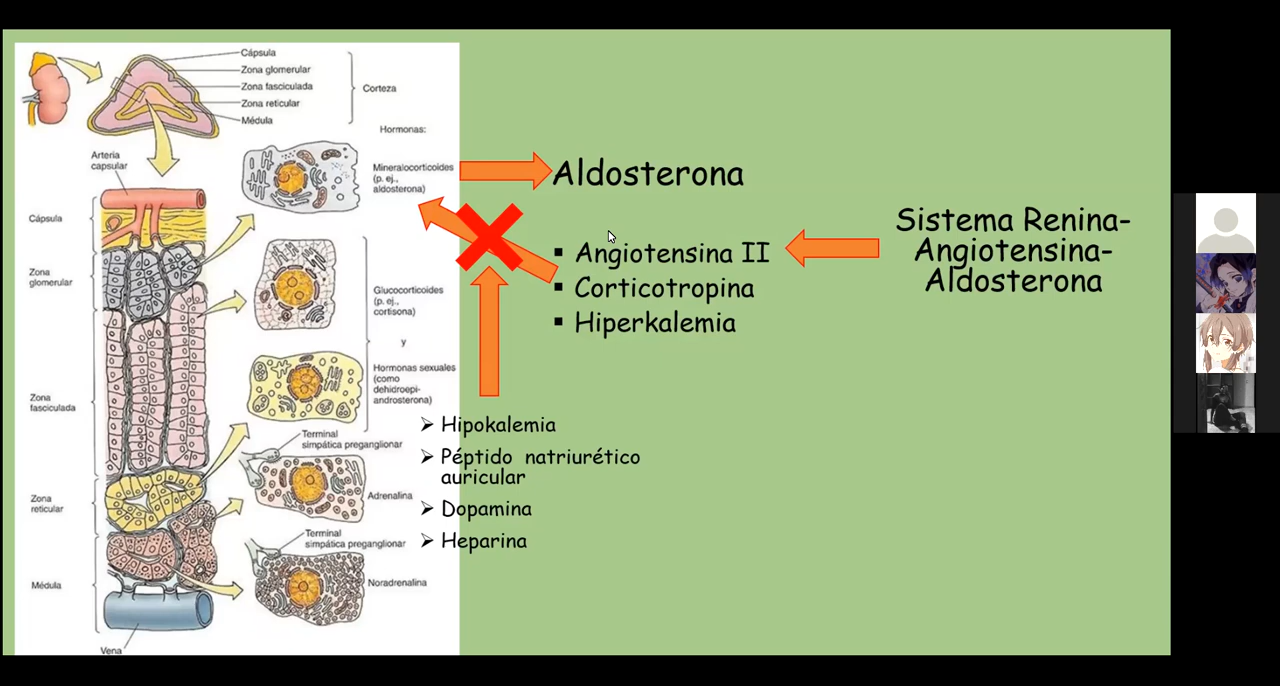 Cápsula
Zona glomerular
Zona fasciculada
Zona reticular
Médula
Corteza
Hormonas:
Arteria
capsular
Mineralocorticoides
(p. ej.,
aldosterona)
Cápsula
Zona
glomerular
Glucocorticoides
(p. ej.,
cortisona)
y
Hormonas sexuales
(como
dehidroepi-
androsterona)
Zona
fasciculada
Terminal
simpática preganglionar
Adrenalina
Zona
reticular
Terminal
simpática preganglionar
Noradrenalina
Médula
Vena
Aldosterona
▪ Angiotensina II
▪ Corticotropina
▪ Hiperkalemia
Sistema Renina-
Angiotensina-
Aldosterona
➢ Hipokalemia
➢ Péptido natriurético
auricular
➢ Dopamina
➢ Heparina